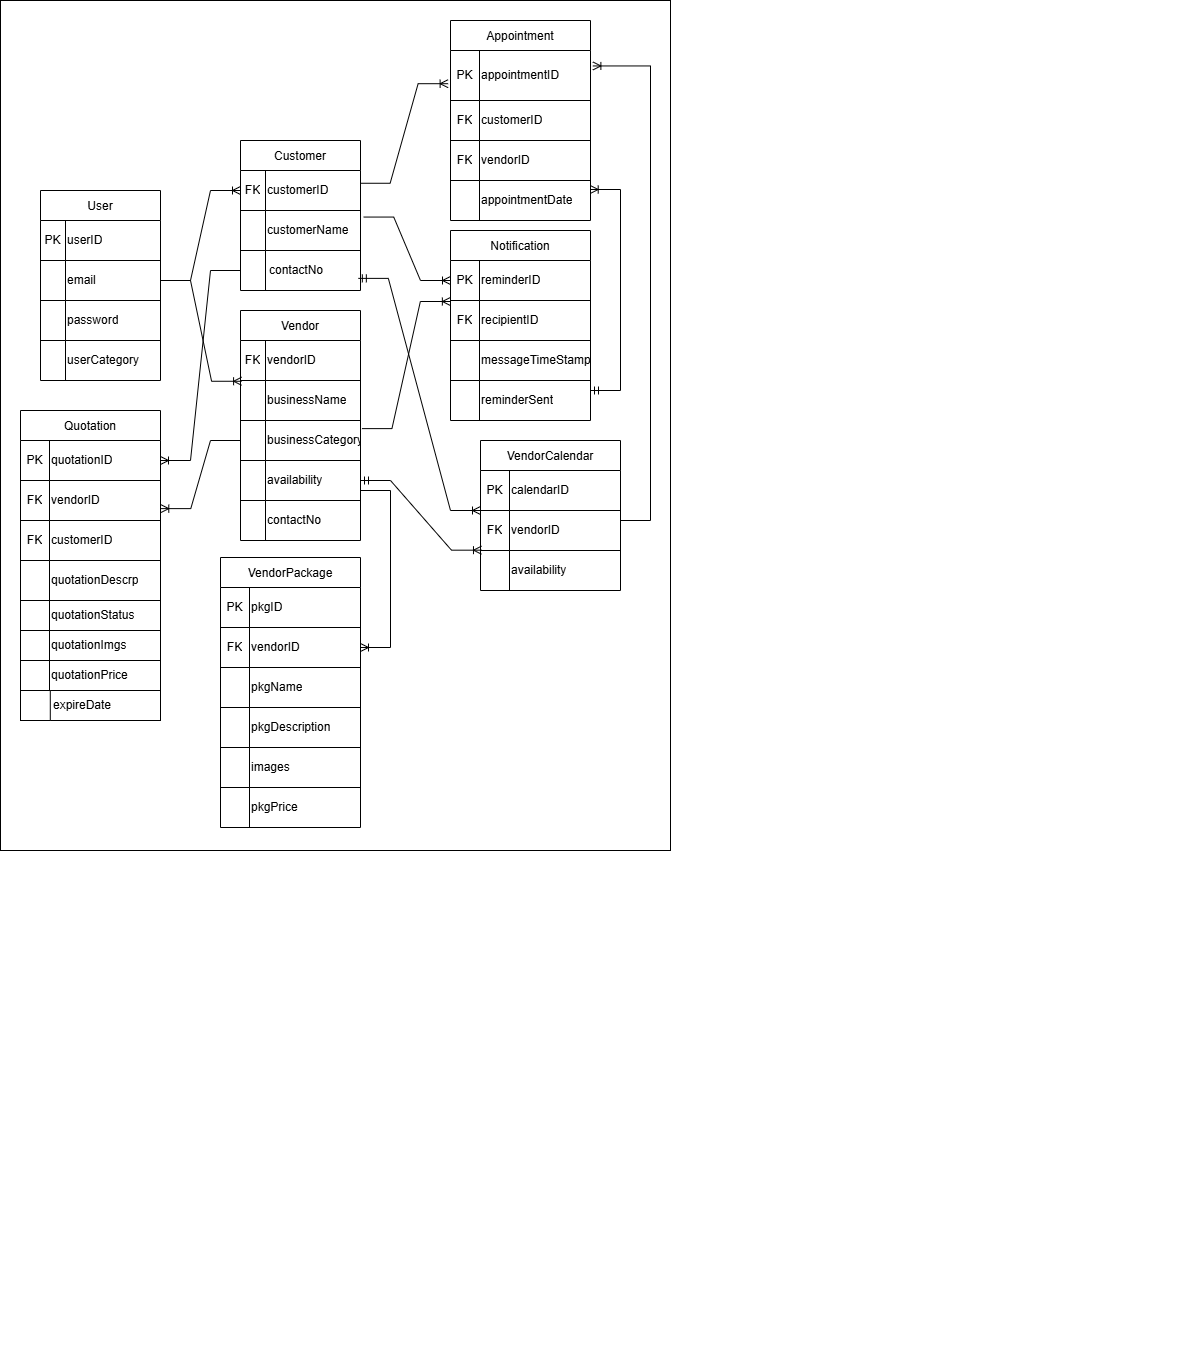 Appointment
PK appointmentID
FK customerID
FK vendorID
appointmentDate
Customer
FK customerID
customerName
contactNo
User
PK userID
email
password
userCategory
Notification
PK reminderID
FK recipientID
messageTimeStamp
reminderSent
Vendor
FK vendorID
businessName
businessCategory
availability
contactNo
Quotation
PK quotationID
FK vendorID
FK customerID
quotationDescrp
quotationStatus
quotationImgs
quotationPrice
expireDate
VendorCalendar
PK calendarID
FK vendorID
availability
VendorPackage
PK pkgID
FK vendorID
pkgName
pkgDescription
images
pkgPrice